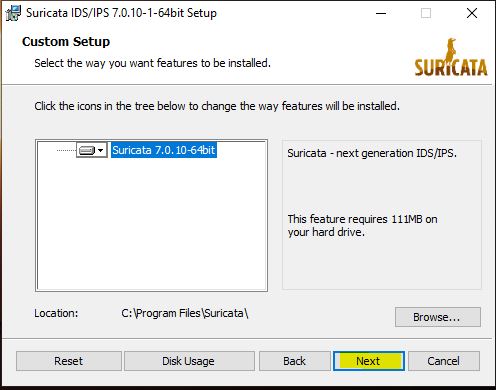 Suricata IDS/IPS 7.0.10-1-64bit Setup
Custom Setup
Select the way you want features to be installed.
SURICATA
Click the icons in the tree below to change the way features will be installed.
Suricata 7.0.10-64bit
Suricata - next generation IDS/IPS.
This feature requires 111MB on
your hard drive.
Location:
C:\Program Files\Suricata\
Browse...
Reset
Disk Usage
Back
Next
Cancel